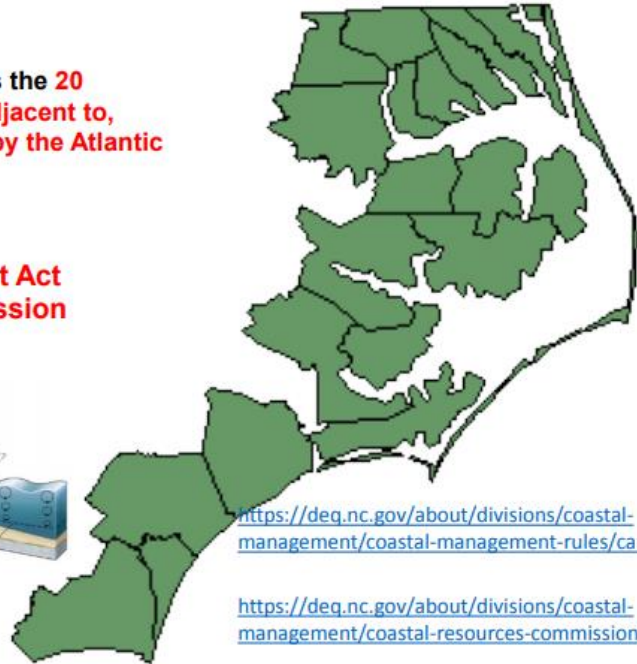 s the 20
ljacent to,
by the Atlantic
t Act
ssion
https://deq.nc.gov/about/divisions/coastal-
management/coastal-management-rules/ca
https://deq.nc.gov/about/divisions/coastal-
management/coastal-resources-commission